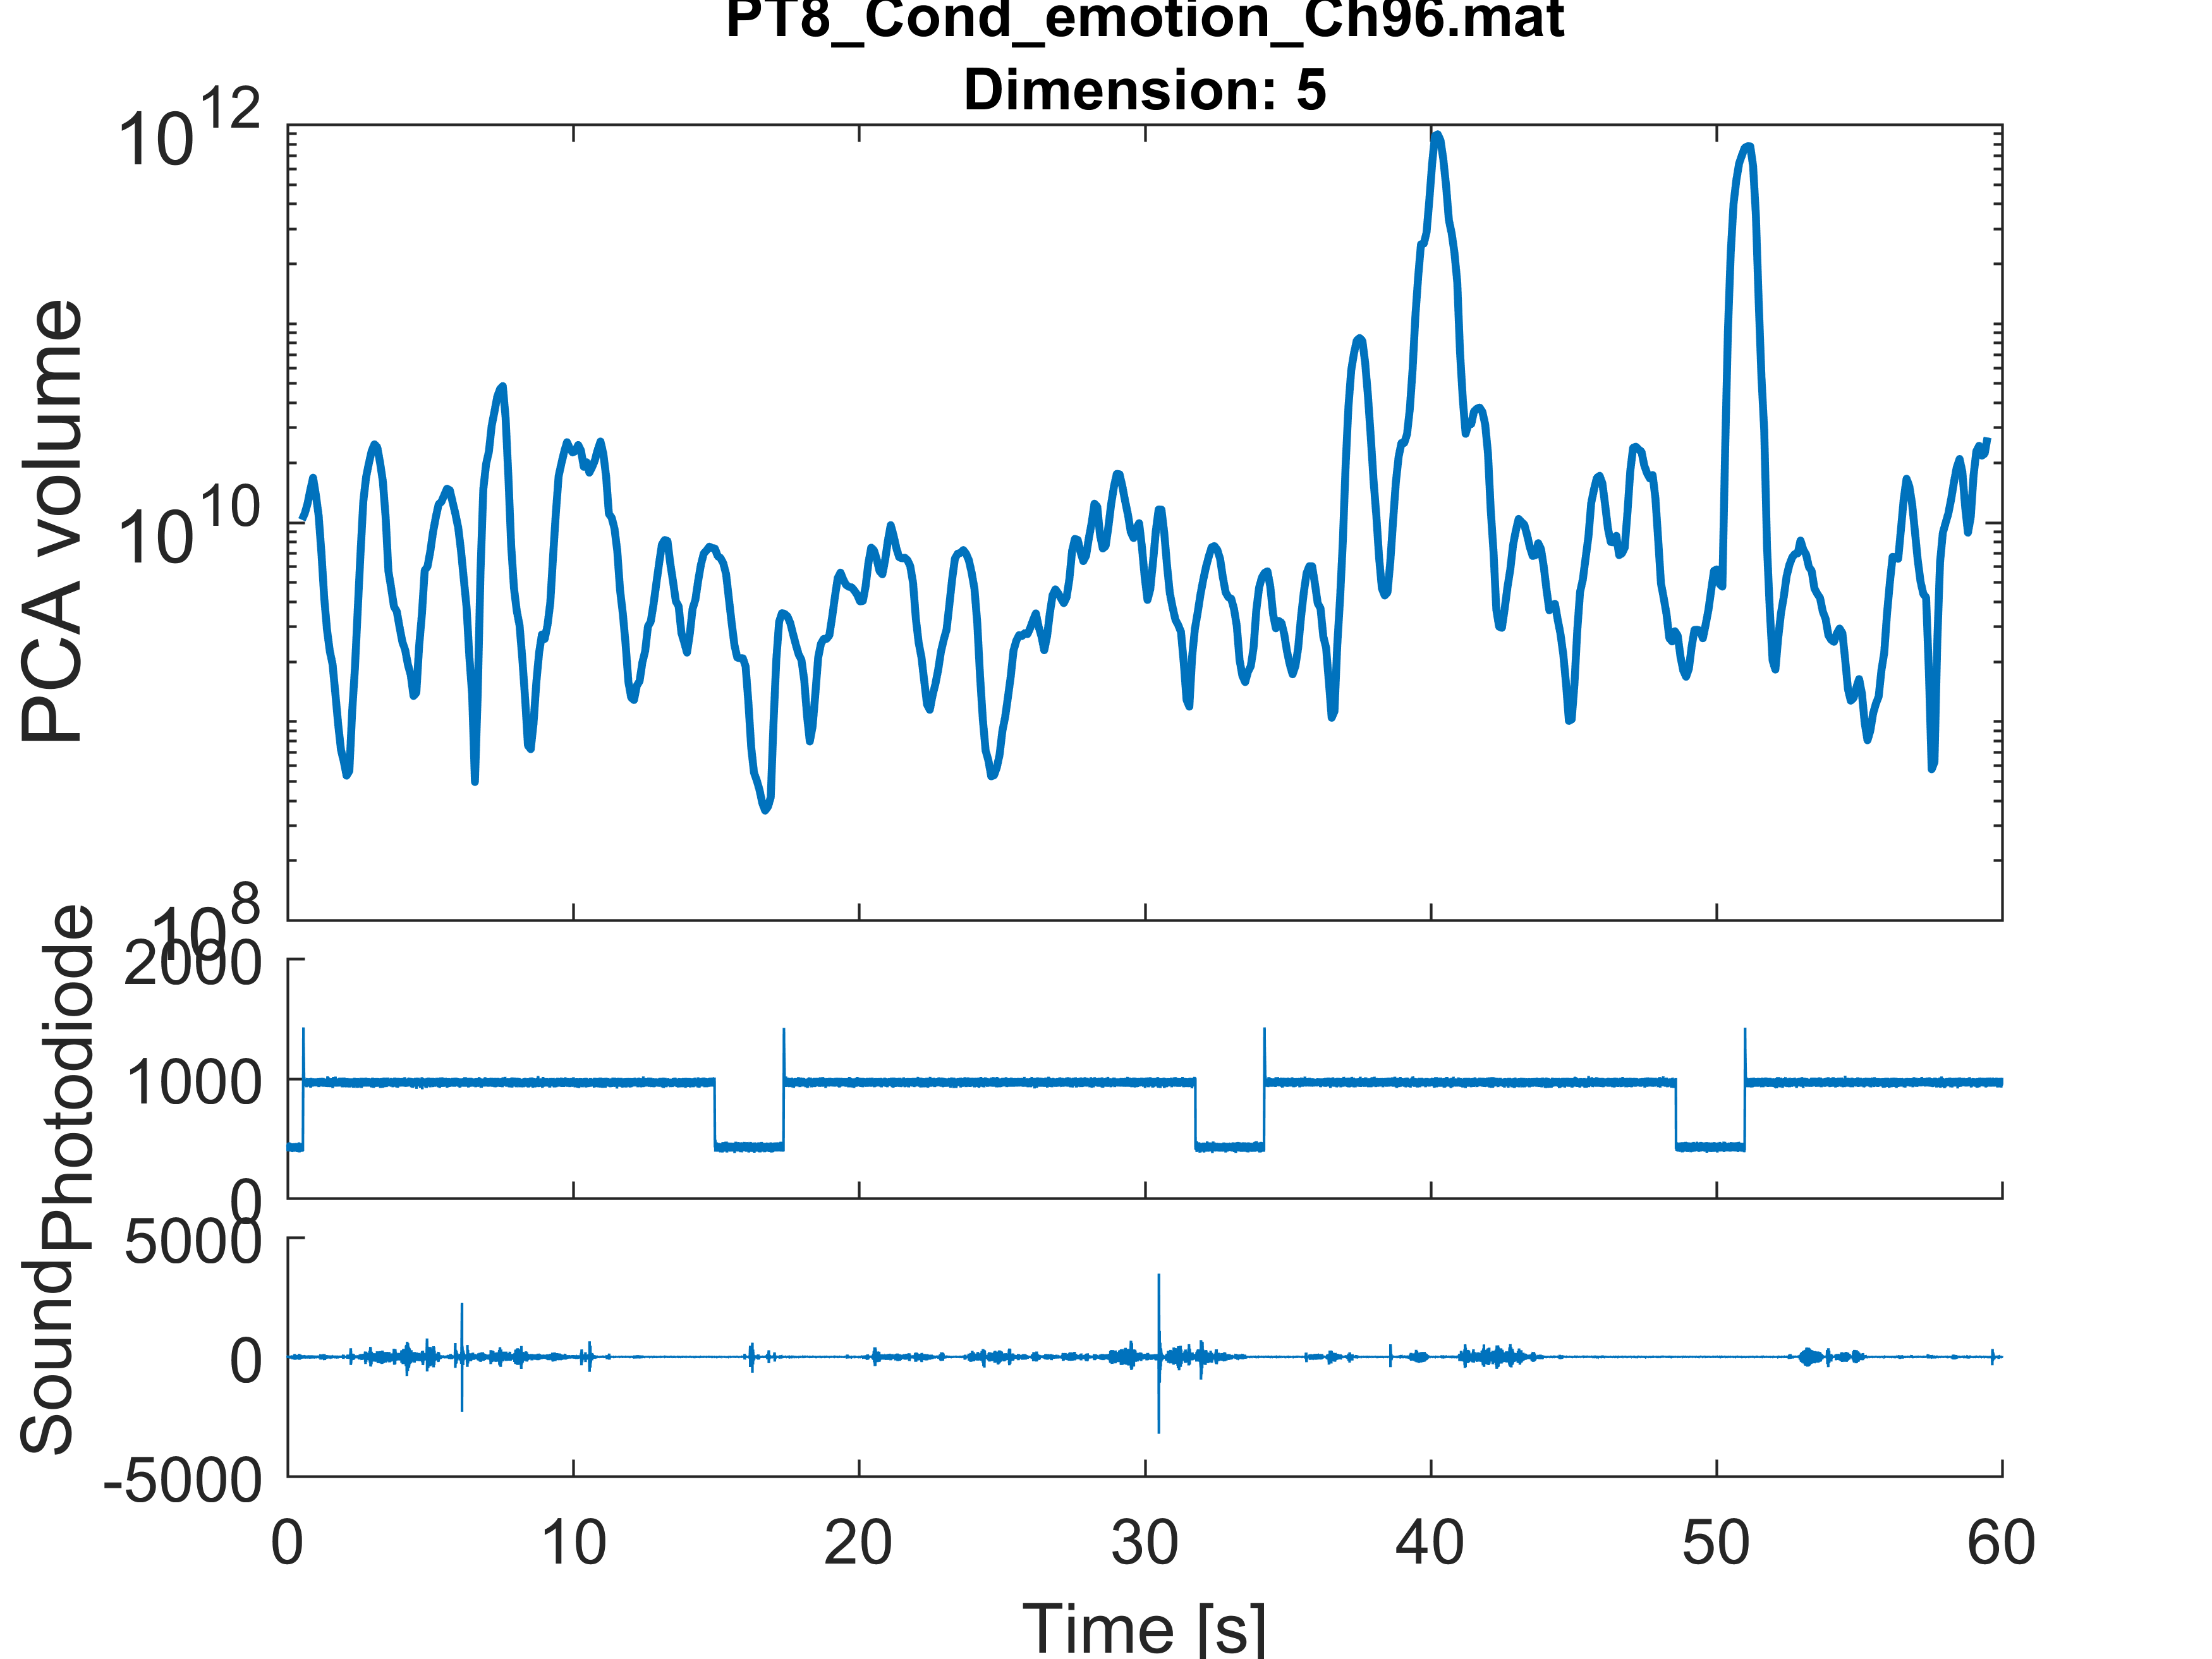 PT8_Cond_emotion_Ch96.mat
Dimension: 5
PCA volume
10^12
10^10
10^8
Photodiode
2000
1000
0
Sound
5000
0
-5000
0 10 20 30 40 50 60
Time [s]